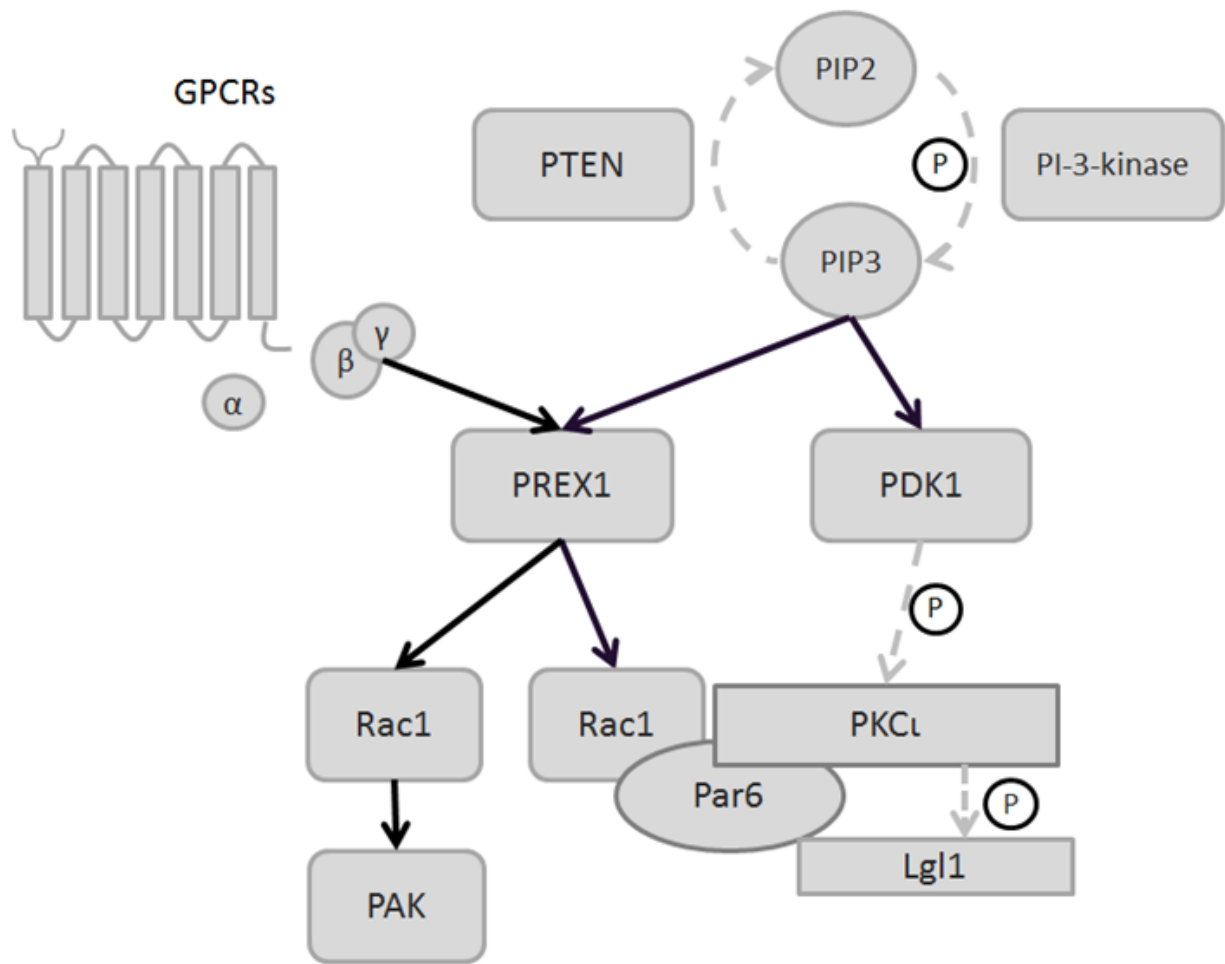 PIP2
GPCRs
PTEN
P
PI-3-kinase
PIP3
γ
β
α
PREX1
PDK1
P
Rac1
Rac1
PKCι
Par6
P
Lgl1
PAK